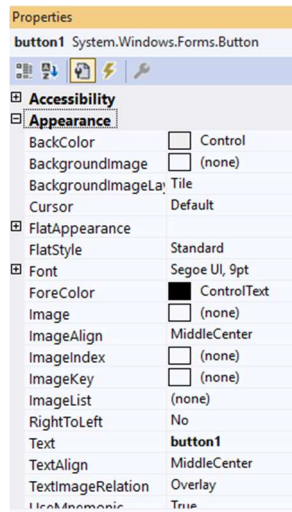 Properties
button1 System.Windows.Forms.Button
Accessibility
Appearance
BackColor Control
BackgroundImage (none)
BackgroundImageLay Tile
Cursor Default
FlatAppearance
FlatStyle Standard
Font Segoe UI, 9pt
ForeColor ControlText
Image (none)
ImageAlign MiddleCenter
ImageIndex (none)
ImageKey (none)
ImageList (none)
RightToLeft No
Text button1
TextAlign MiddleCenter
TextImageRelation Overlay
UseMnemonic True